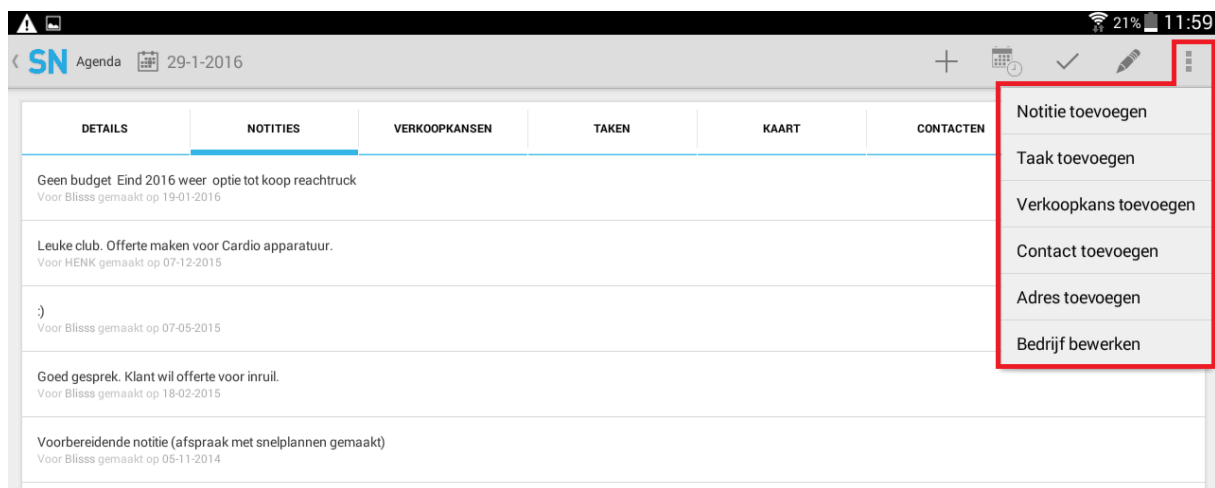 21% 11:59
SN Agenda 29-1-2016
DETAILS NOTITIES VERKOOPKANSEN TAKEN KAART CONTACTEN
Notitie toevoegen
Taak toevoegen
Verkoopkans toevoegen
Contact toevoegen
Adres toevoegen
Bedrijf bewerken
Geen budget Eind 2016 weer optie tot koop reachtruck
Voor Blisss gemaakt op 19-01-2016
Leuke club. Offerte maken voor Cardio apparatuur.
Voor HENK gemaakt op 07-12-2015
:)
Voor Blisss gemaakt op 07-05-2015
Goed gesprek. Klant wil offerte voor inruil.
Voor Blisss gemaakt op 18-02-2015
Voorbereidende notitie (afspraak met snelplannen gemaakt)
Voor Blisss gemaakt op 05-11-2014